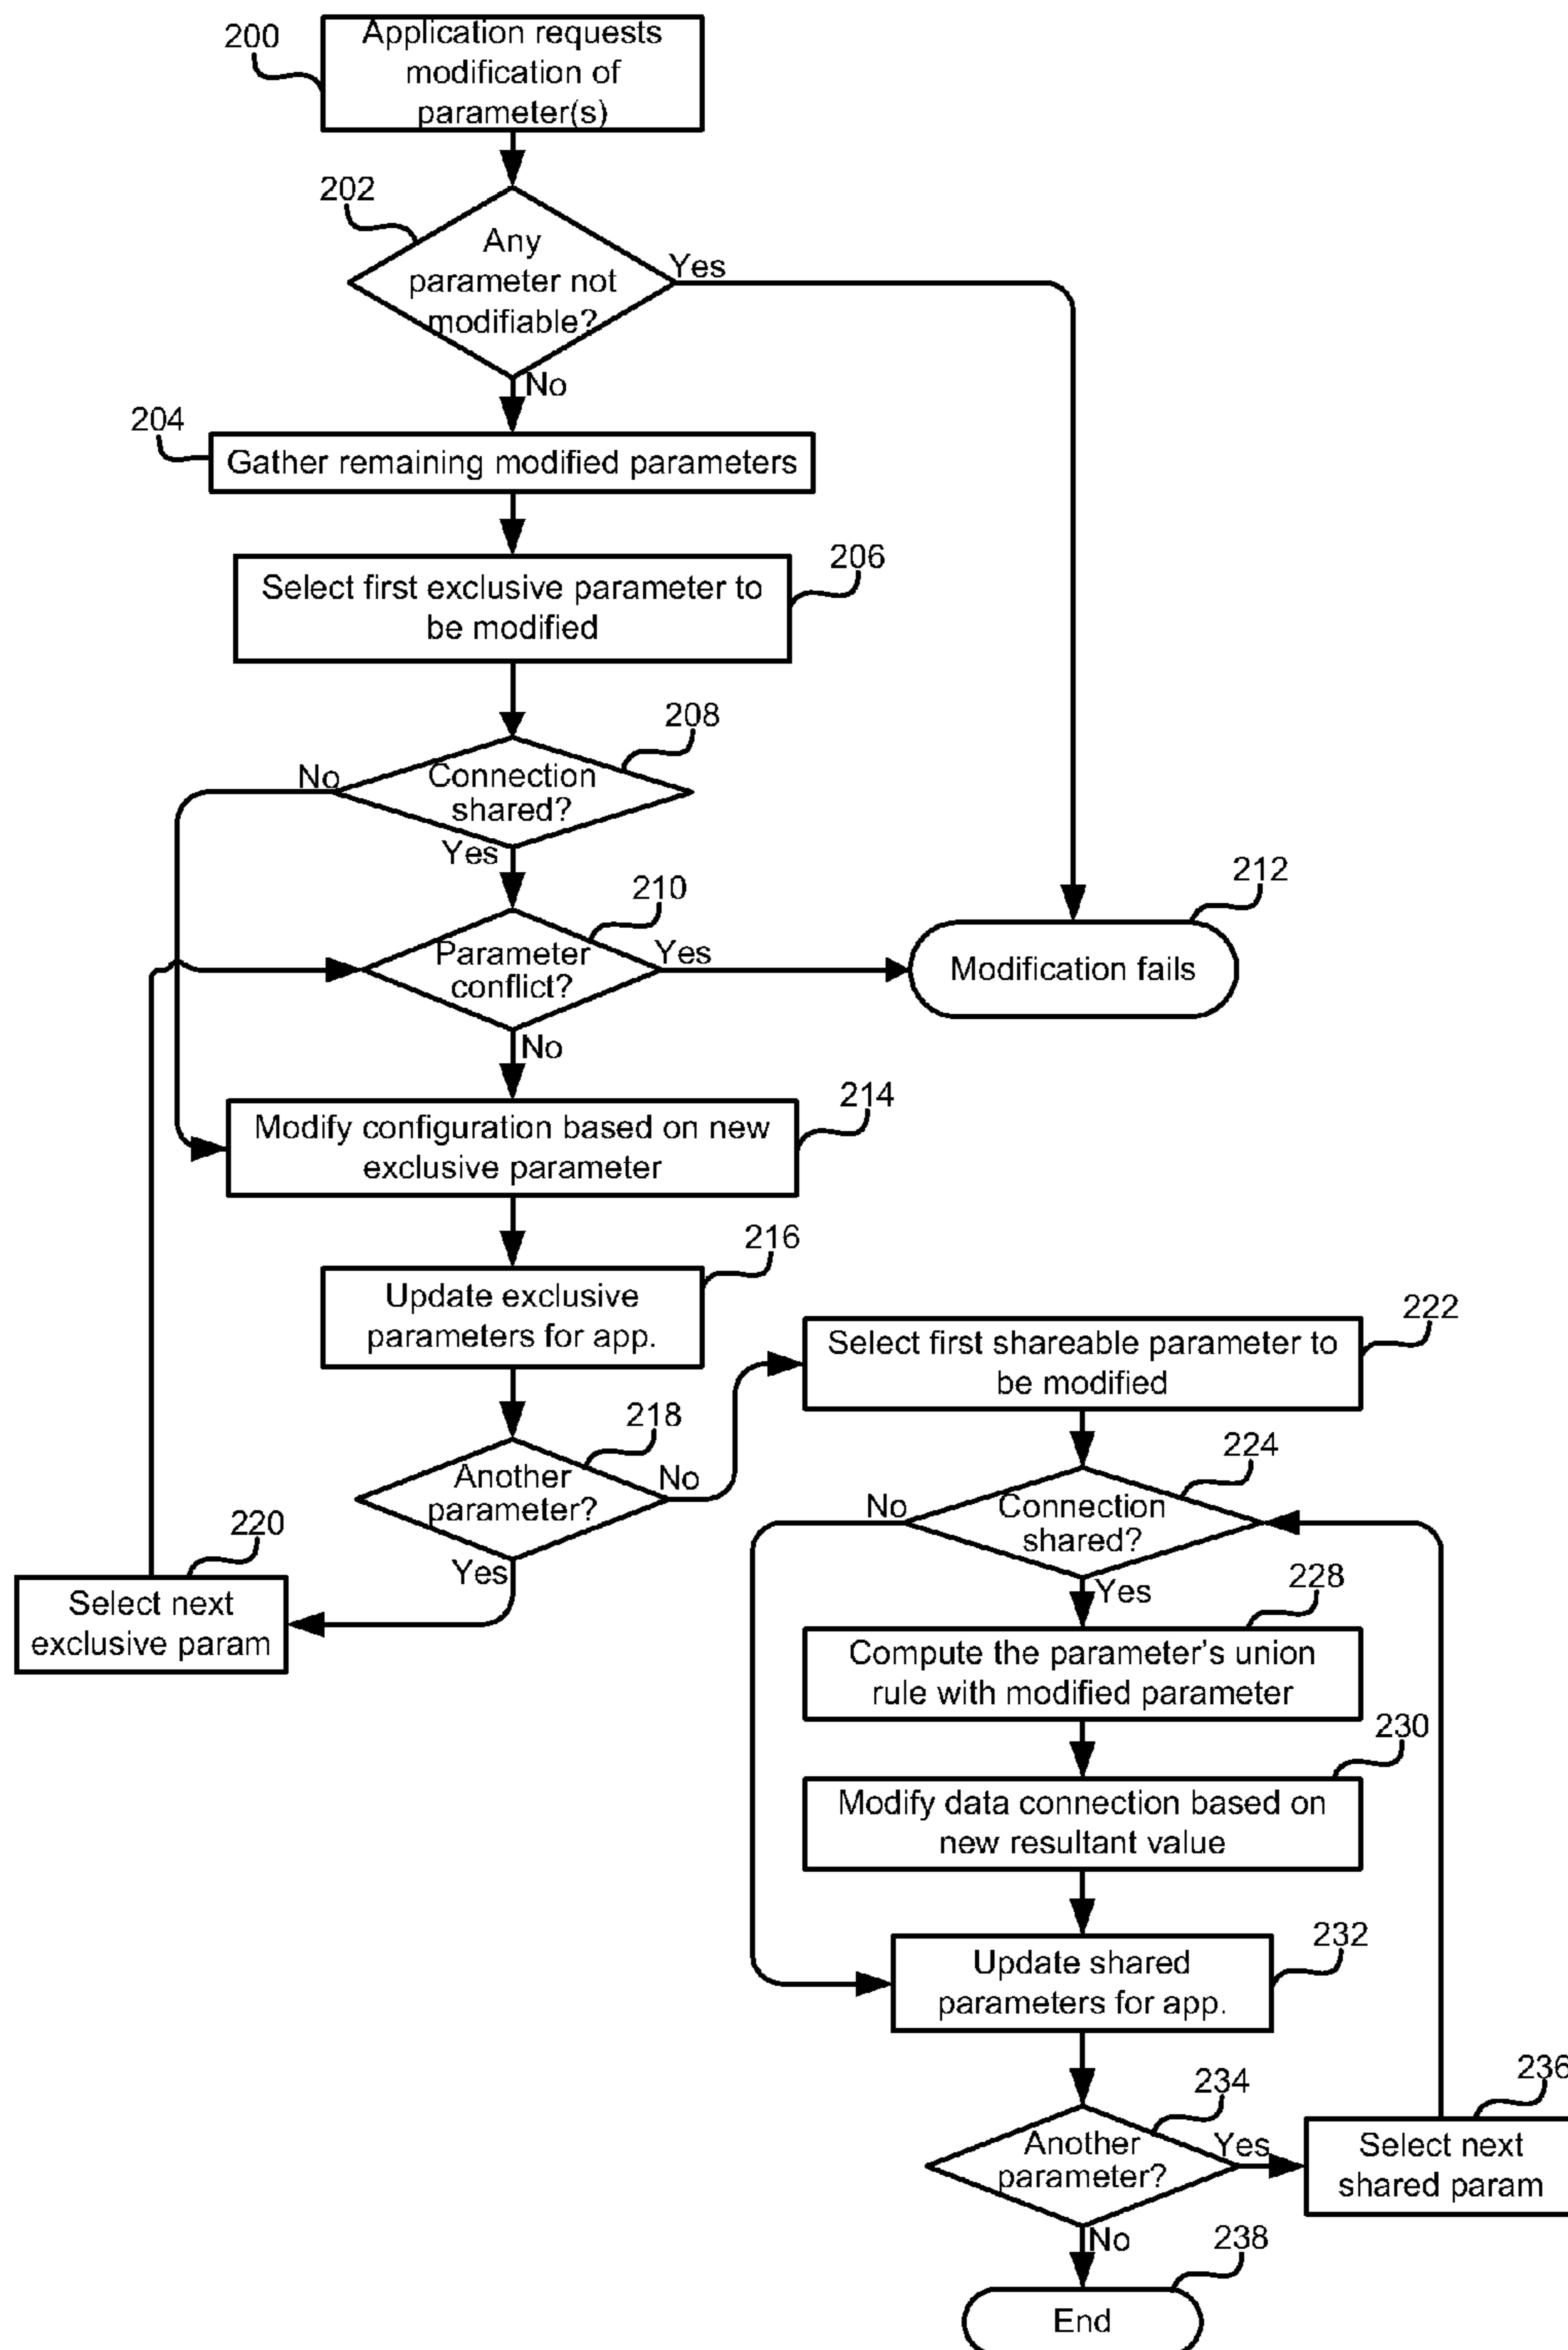 200
Application requests
modification of
parameter(s)
202
Any
parameter not
modifiable?
Yes
No
204
Gather remaining modified parameters
206
Select first exclusive parameter to
be modified
208
No
Connection
shared?
Yes
210
Parameter
conflict?
Yes
212
Modification fails
No
214
Modify configuration based on new
exclusive parameter
216
Update exclusive
parameters for app.
218
Another
parameter?
No
Yes
220
Select next
exclusive param
222
Select first shareable parameter to
be modified
224
No
Connection
shared?
Yes
228
Compute the parameter's union
rule with modified parameter
230
Modify data connection based on
new resultant value
232
Update shared
parameters for app.
234
Another
parameter?
Yes
236
Select next
shared param
No
238
End